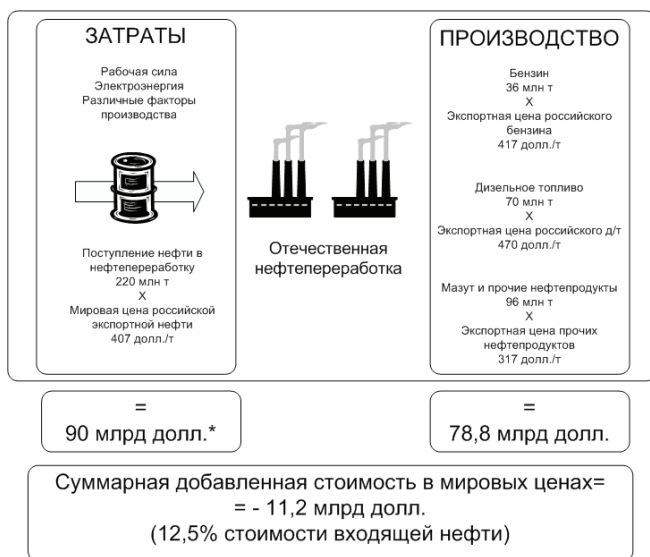 ЗАТРАТЫ
Рабочая сила
Электроэнергия
Различные факторы
производства
Поступление нефти в
нефтепереработку
220 млн т
X
Мировая цена российской
экспортной нефти
407 долл./т
Отечественная
нефтепереработка
ПРОИЗВОДСТВО
Бензин
36 млн т
X
Экспортная цена российского
бензина
417 долл./т
Дизельное топливо
70 млн т
X
Экспортная цена российского д/т
470 долл./т
Мазут и прочие нефтепродукты
96 млн т
X
Экспортная цена прочих
нефтепродуктов
317 долл./т
=
90 млрд долл.*
=
78,8 млрд долл.
Суммарная добавленная стоимость в мировых ценах=
= - 11,2 млрд долл.
(12,5% стоимости входящей нефти)